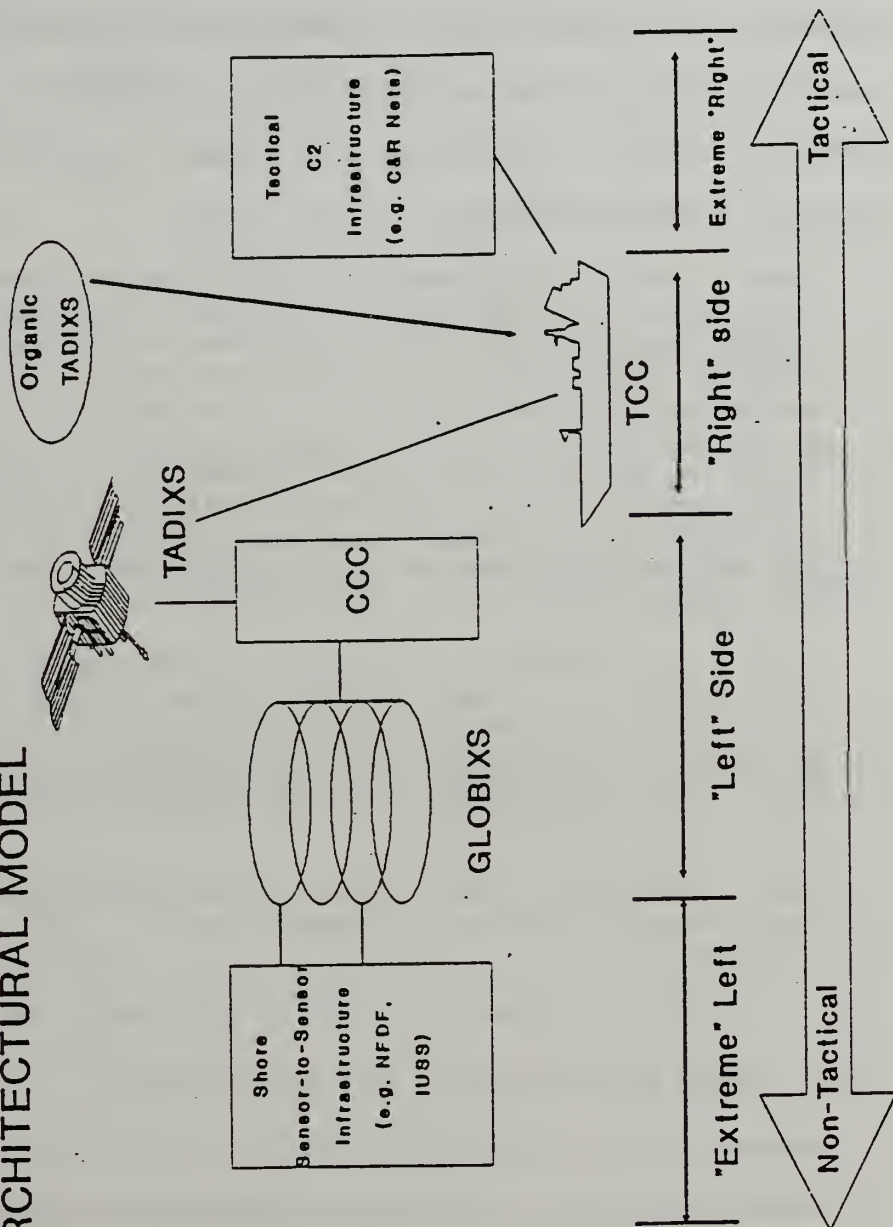 RCHITECTURAL MODEL
Organic
TADIXS
TADIXS
Tactical
C2
Infrastructure
(e.g. C&R Nets)
Shore
Sensor-to-Sensor
Infrastructure
(e.g. NFDF,
IUSS)
GLOBIXS
CCC
TCC
"Extreme" Left
"Left" Side
"Right" side
Extreme "Right"
Non-Tactical
Tactical